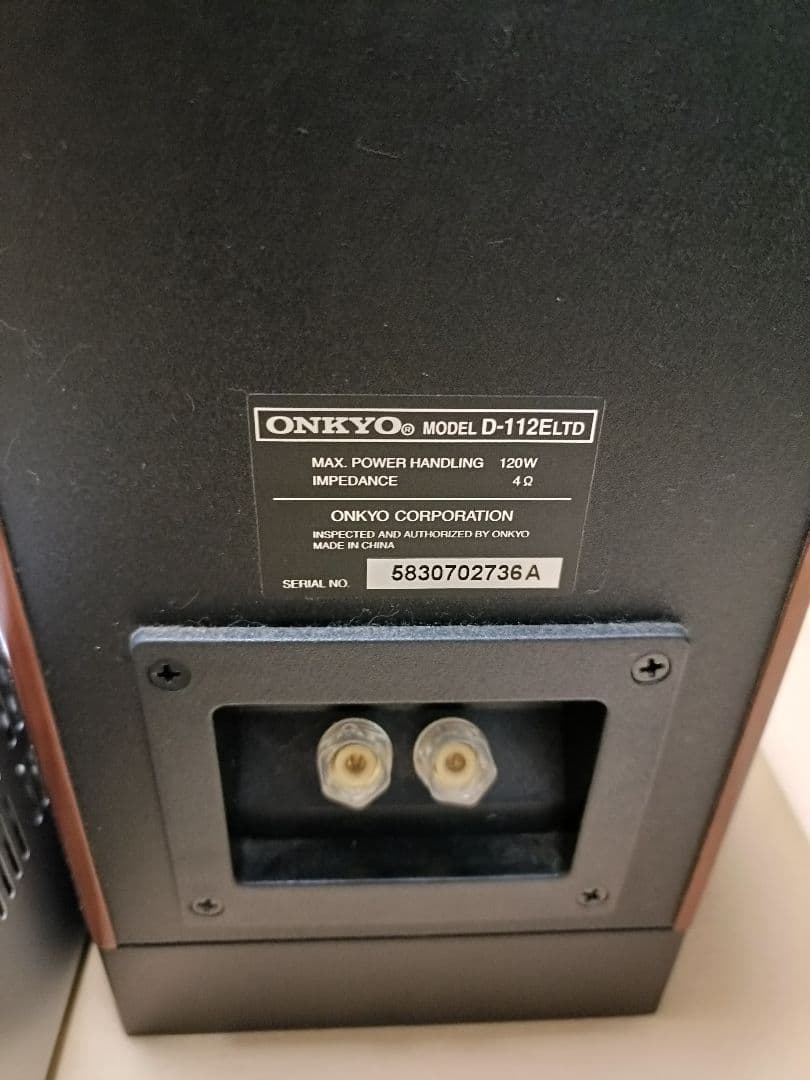 ONKYO® MODEL D-112ELTD
MAX. POWER HANDLING 120W
IMPEDANCE 4Ω
ONKYO CORPORATION
INSPECTED AND AUTHORIZED BY ONKYO
MADE IN CHINA
SERIAL NO. 5830702736A